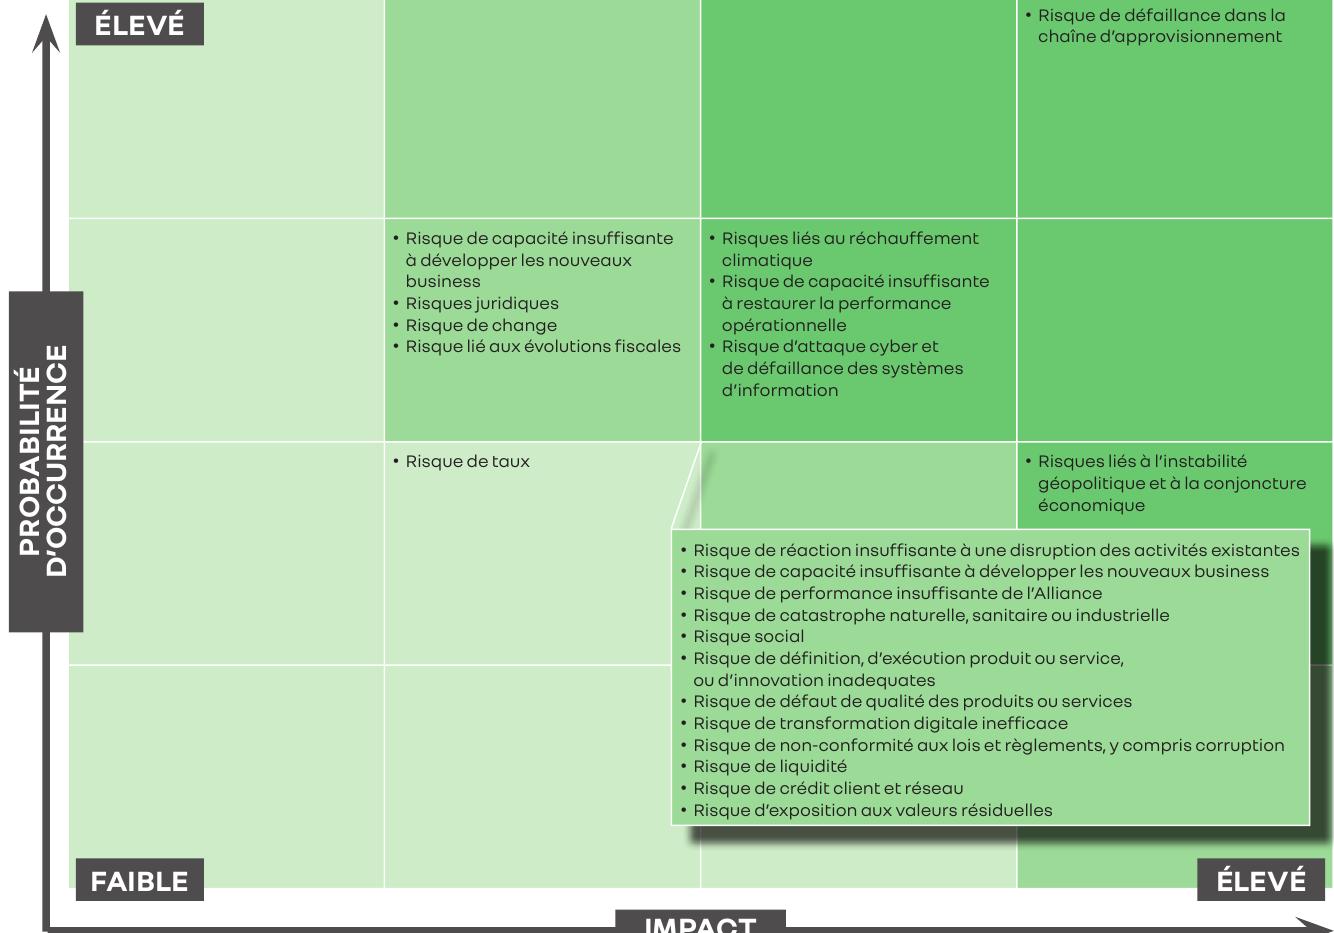 ÉLEVÉ
• Risque de défaillance dans la
chaîne d'approvisionnement
• Risque de capacité insuffisante
à développer les nouveaux
business
• Risques juridiques
• Risque de change
• Risque lié aux évolutions fiscales
• Risques liés au réchauffement
climatique
• Risque de capacité insuffisante
à restaurer la performance
opérationnelle
• Risque d'attaque cyber et
de défaillance des systèmes
d'information
PROBABILITÉ
D'OCCURRENCE
• Risque de taux
• Risques liés à l'instabilité
géopolitique et à la conjoncture
économique
• Risque de réaction insuffisante à une disruption des activités existantes
• Risque de capacité insuffisante à développer les nouveaux business
• Risque de performance insuffisante de l'Alliance
• Risque de catastrophe naturelle, sanitaire ou industrielle
• Risque social
• Risque de définition, d'exécution produit ou service,
ou d'innovation inadequates
• Risque de défaut de qualité des produits ou services
• Risque de transformation digitale inefficace
• Risque de non-conformité aux lois et règlements, y compris corruption
• Risque de liquidité
• Risque de crédit client et réseau
• Risque d'exposition aux valeurs résiduelles
FAIBLE
ÉLEVÉ
IMPACT